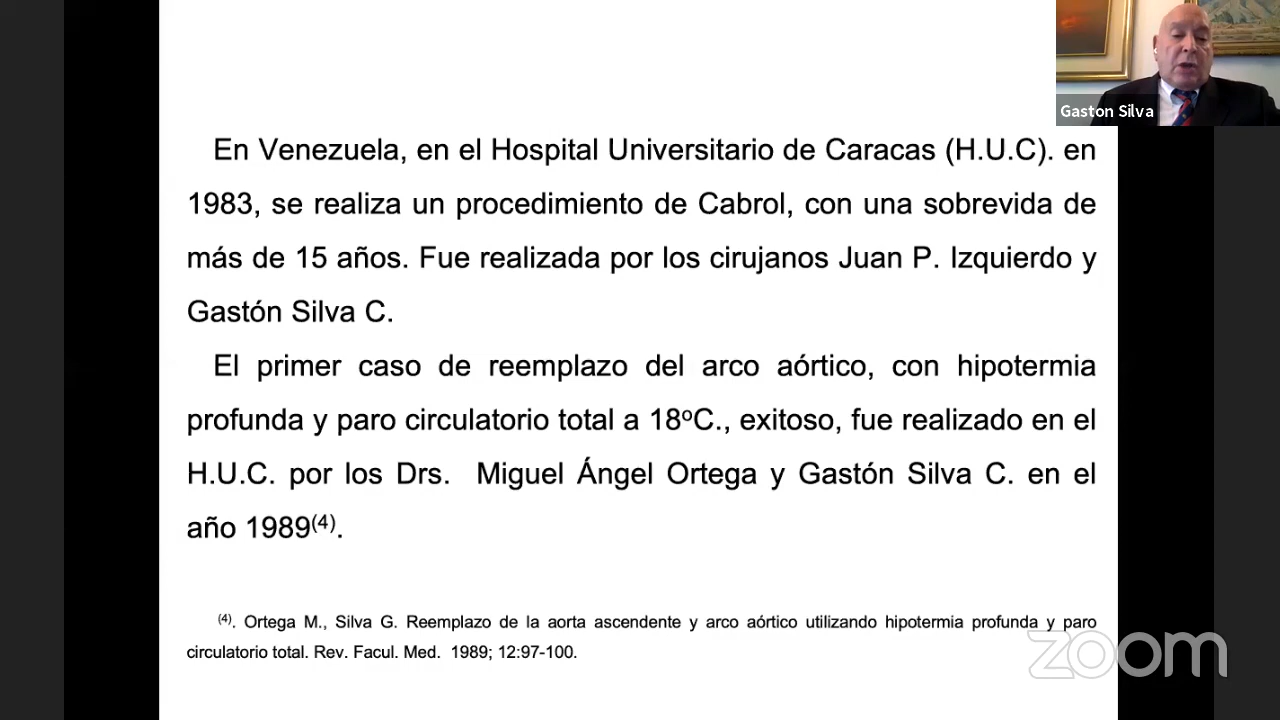 Gaston Silva
En Venezuela, en el Hospital Universitario de Caracas (H.U.C). en
1983, se realiza un procedimiento de Cabrol, con una sobrevida de
más de 15 años. Fue realizada por los cirujanos Juan P. Izquierdo y
Gastón Silva C.
El primer caso de reemplazo del arco aórtico, con hipotermia
profunda y paro circulatorio total a 18ºC., exitoso, fue realizado en el
H.U.C. por los Drs. Miguel Ángel Ortega y Gastón Silva C. en el
año 1989⁽⁴⁾.
⁽⁴⁾. Ortega M., Silva G. Reemplazo de la aorta ascendente y arco aórtico utilizando hipotermia profunda y paro
circulatorio total. Rev. Facul. Med. 1989; 12:97-100.
zoom